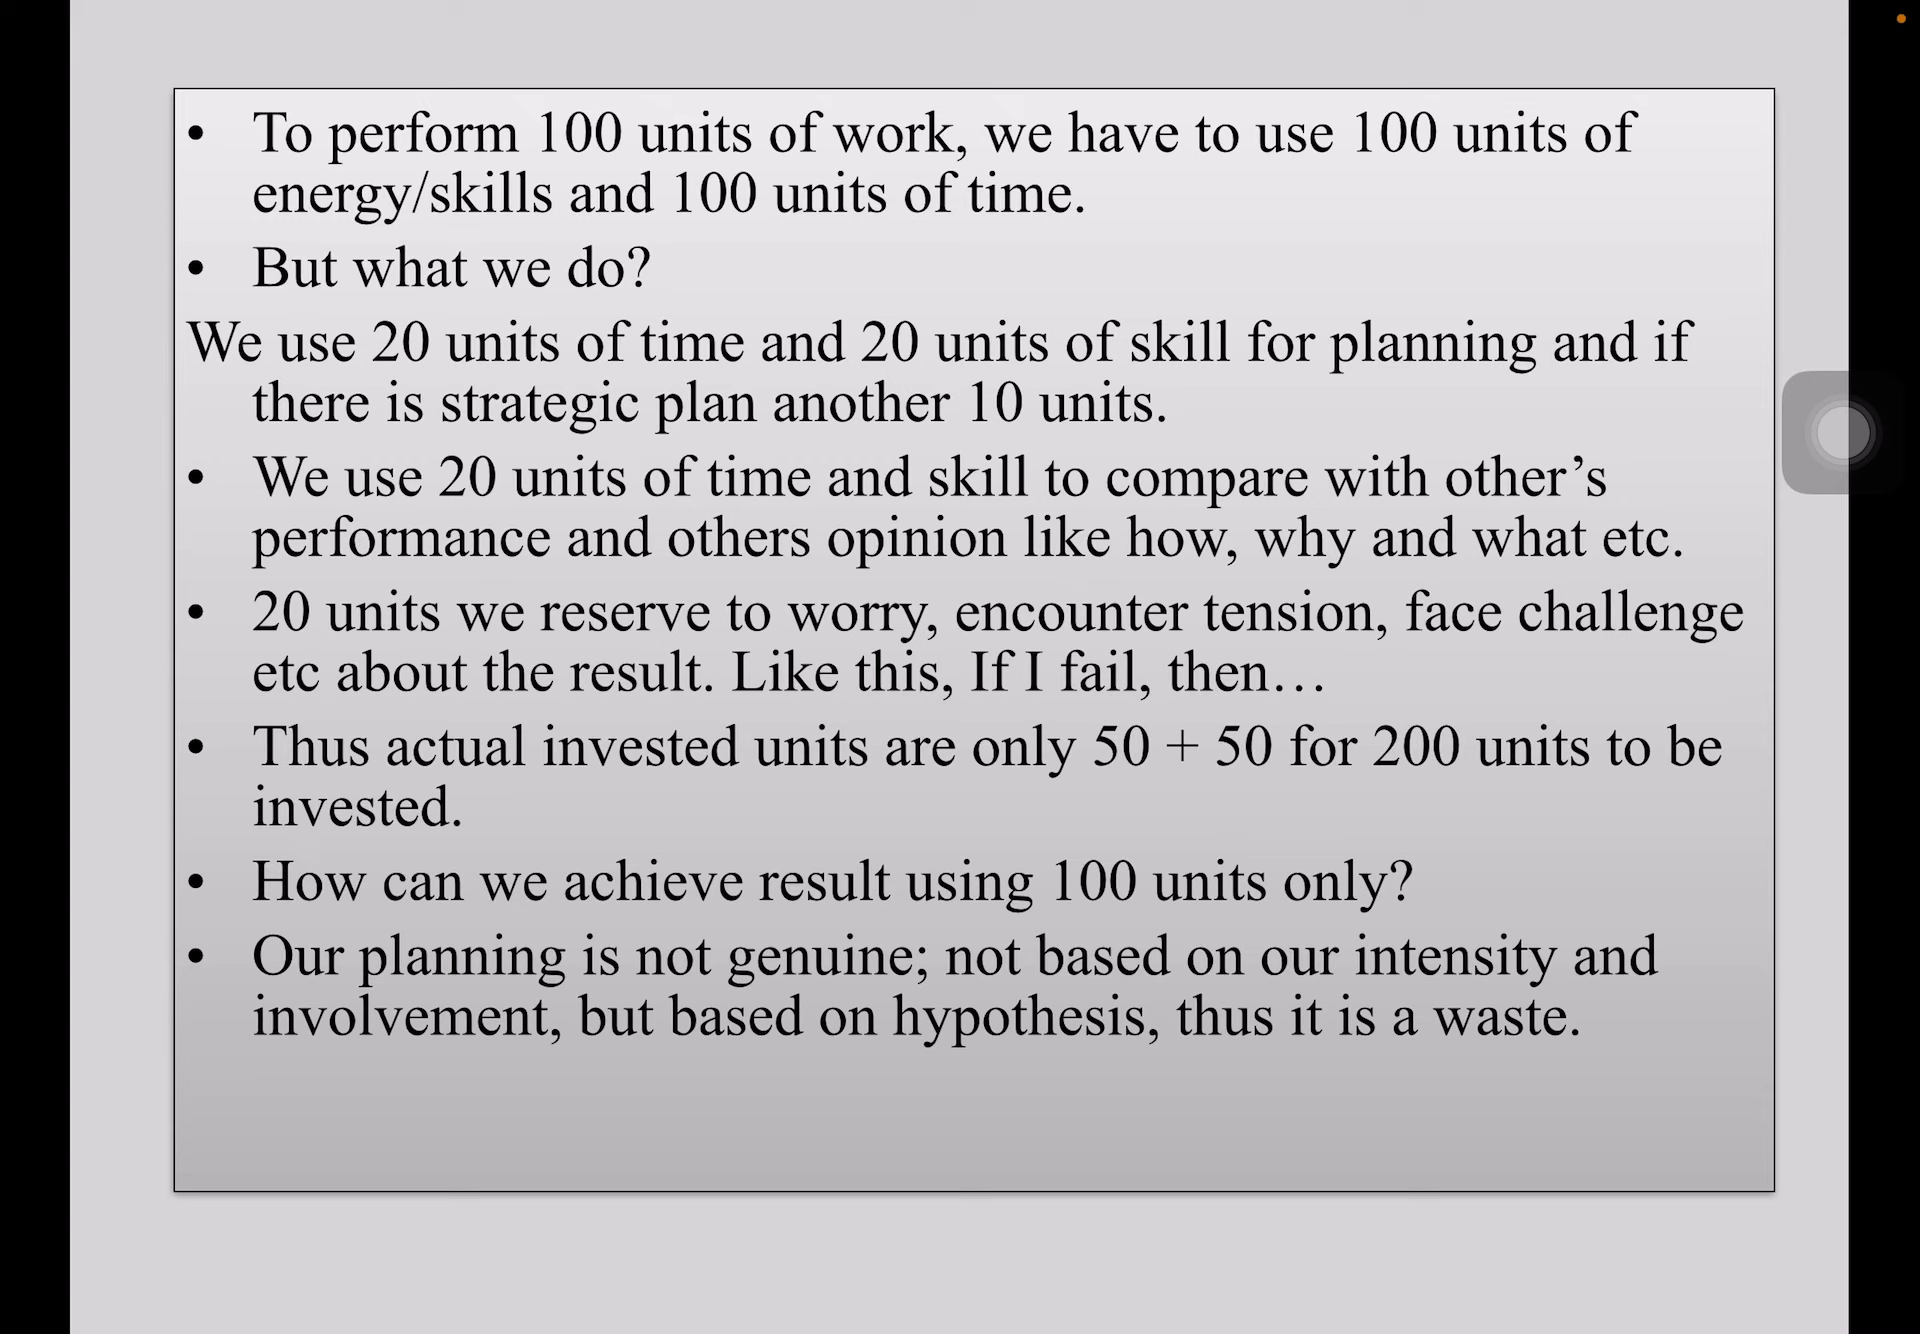 • To perform 100 units of work, we have to use 100 units of
energy/skills and 100 units of time.
• But what we do?
We use 20 units of time and 20 units of skill for planning and if
there is strategic plan another 10 units.
• We use 20 units of time and skill to compare with other’s
performance and others opinion like how, why and what etc.
• 20 units we reserve to worry, encounter tension, face challenge
etc about the result. Like this, If I fail, then…
• Thus actual invested units are only 50 + 50 for 200 units to be
invested.
• How can we achieve result using 100 units only?
• Our planning is not genuine; not based on our intensity and
involvement, but based on hypothesis, thus it is a waste.